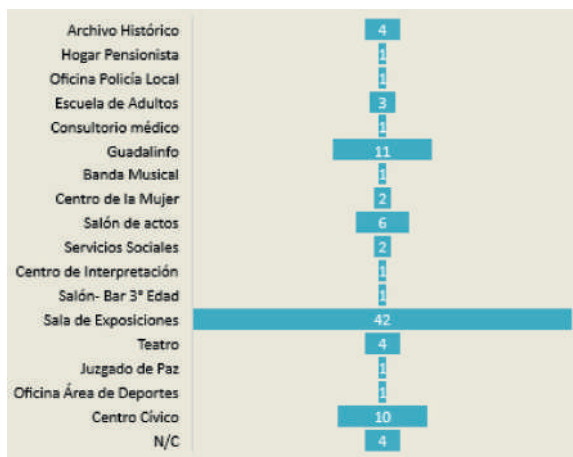 Archivo Histórico 4
Hogar Pensionista 1
Oficina Policía Local 1
Escuela de Adultos 3
Consultorio médico 1
Guadalinfo 11
Banda Musical 1
Centro de la Mujer 2
Salón de actos 6
Servicios Sociales 2
Centro de Interpretación 1
Salón- Bar 3ª Edad 1
Sala de Exposiciones 42
Teatro 4
Juzgado de Paz 1
Oficina Área de Deportes 1
Centro Cívico 10
N/C 4